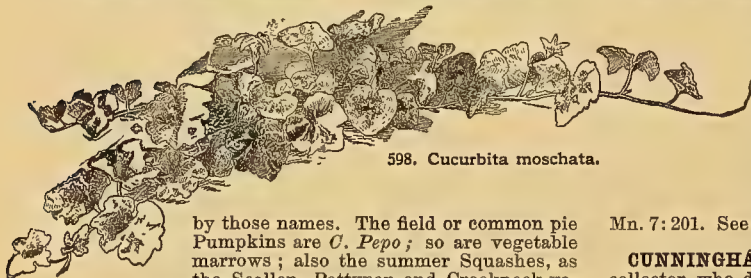 598. Cucurbita moschata.
by those names. The field or common pie
Pumpkins are C. Pepo; so are vegetable
marrows; also the summer Squashes, as
Mn. 7: 201. See
CUNNINGHA